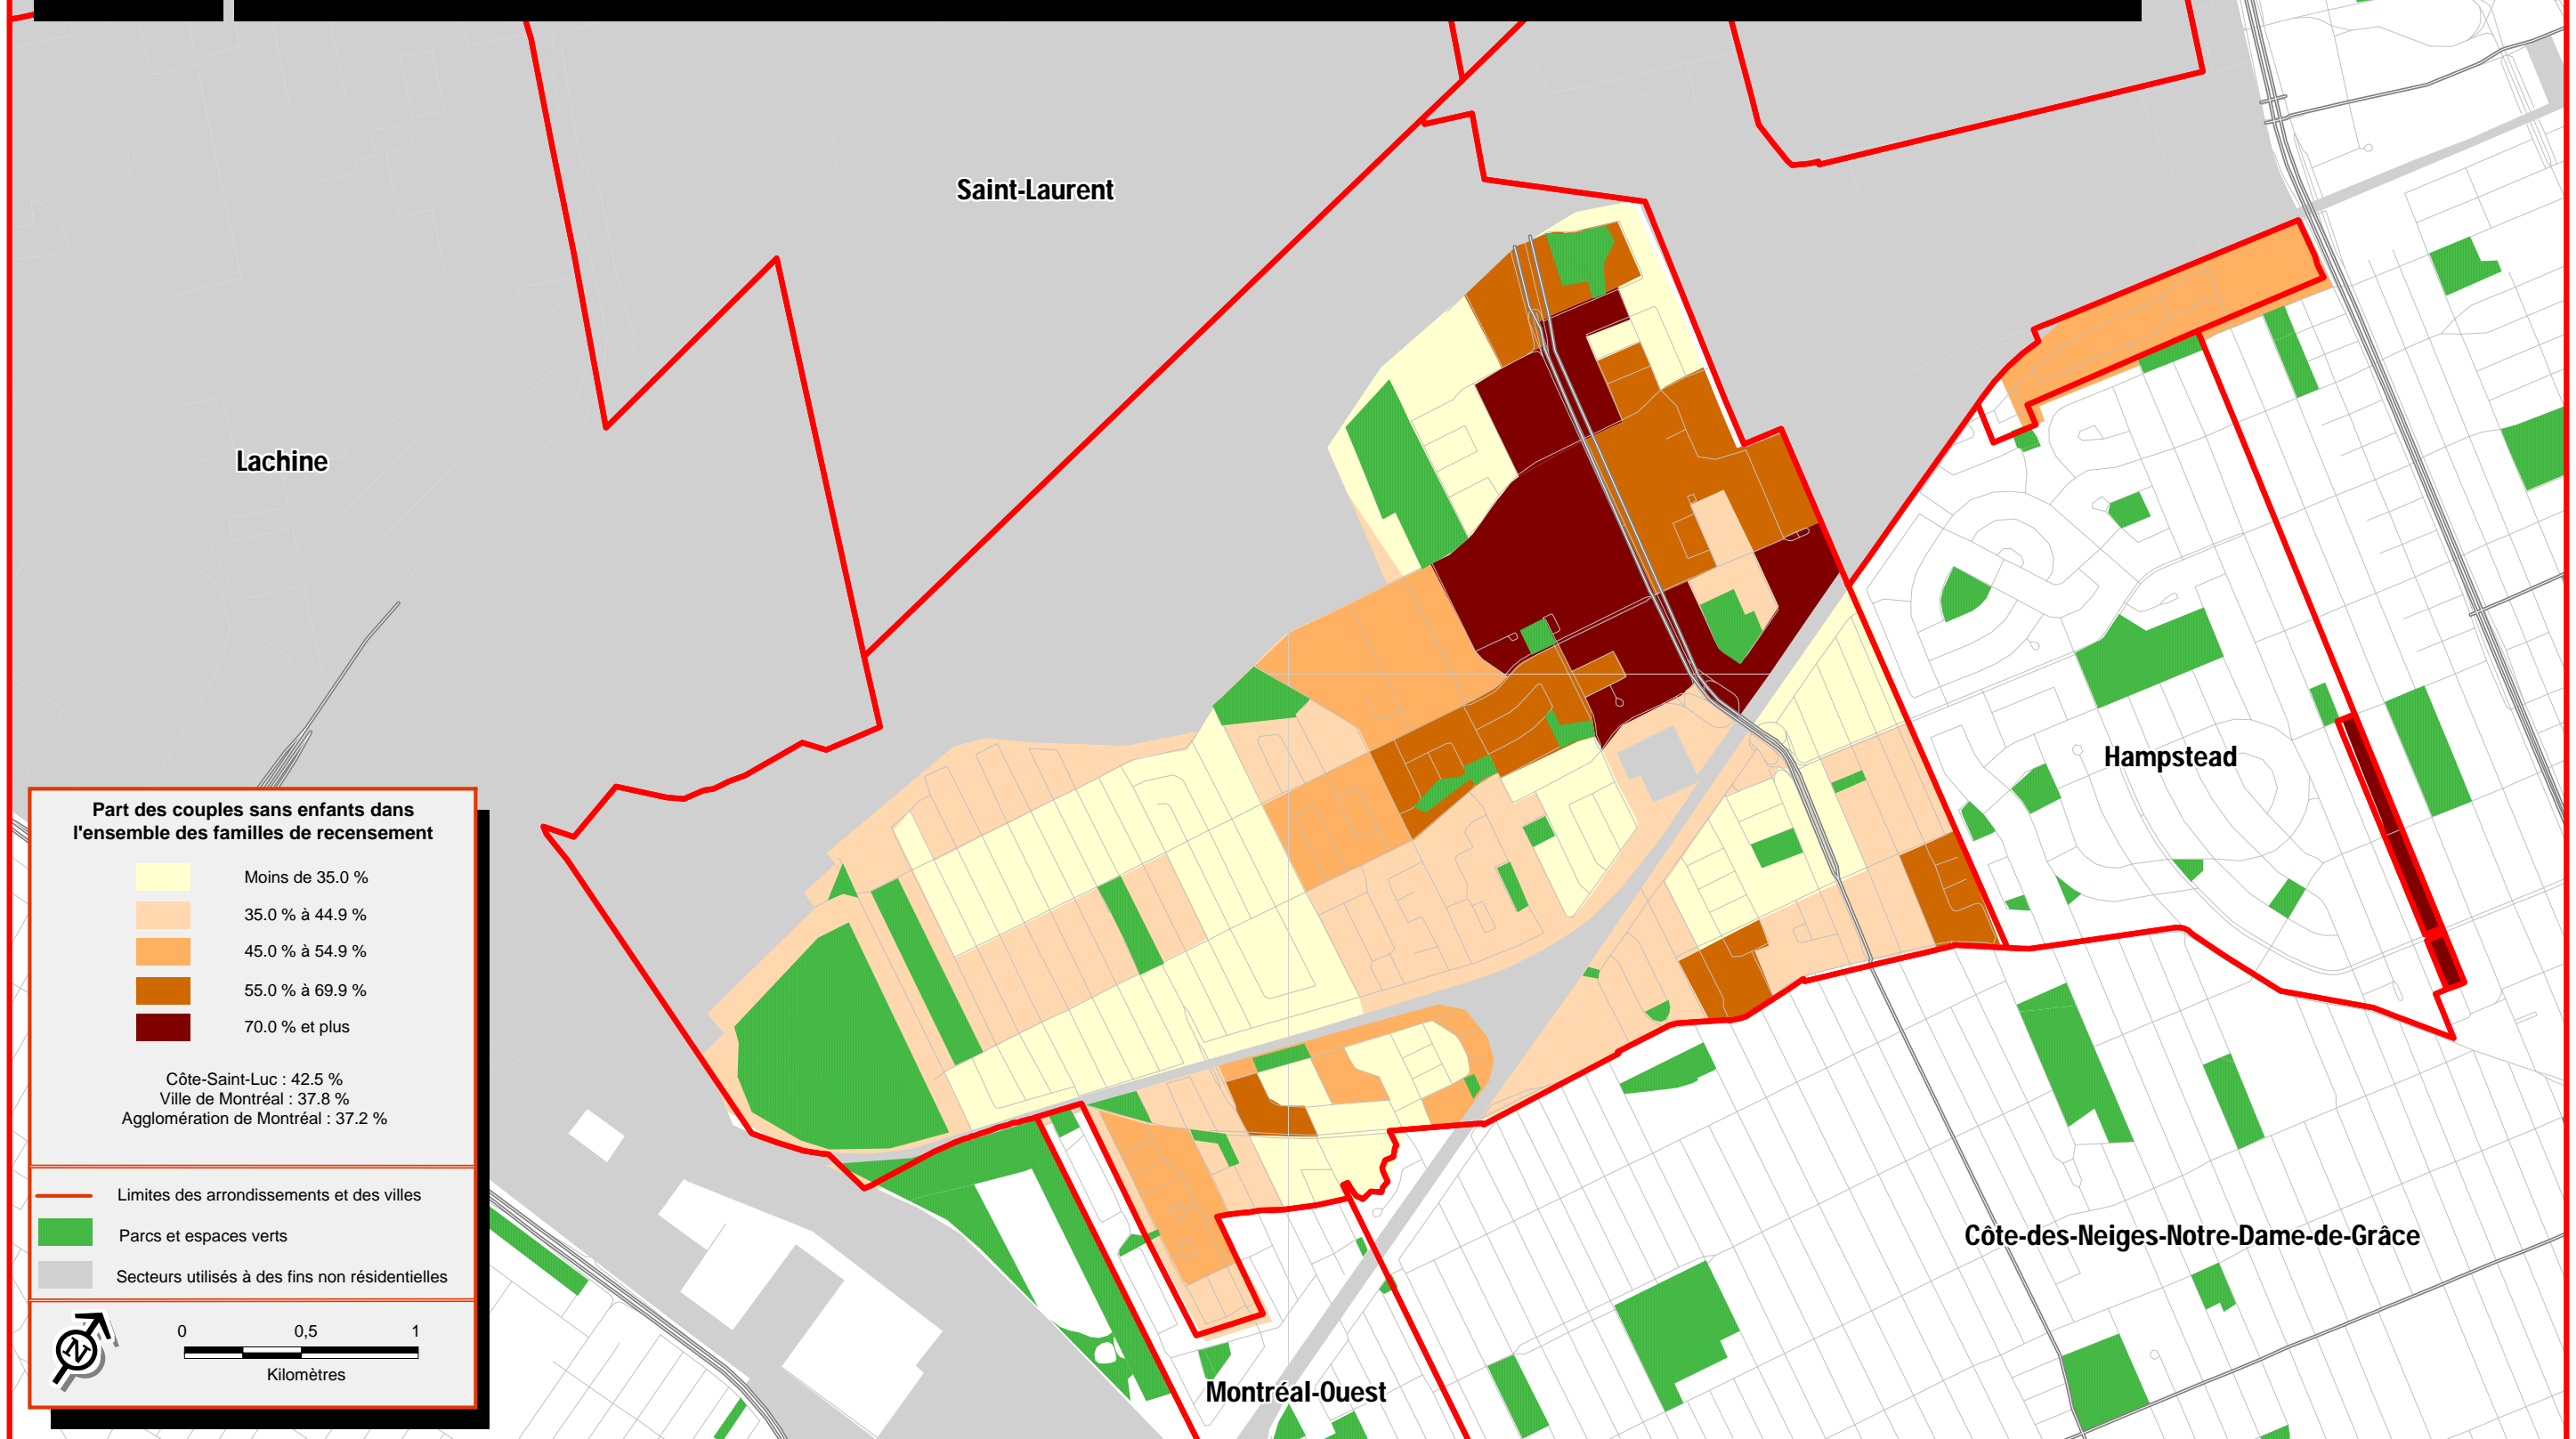 Saint-Laurent
Lachine
Hampstead
Côte-des-Neiges-Notre-Dame-de-Grâce
Montréal-Ouest
Part des couples sans enfants dans
l'ensemble des familles de recensement
Moins de 35.0 %
35.0 % à 44.9 %
45.0 % à 54.9 %
55.0 % à 69.9 %
70.0 % et plus
Côte-Saint-Luc : 42.5 %
Ville de Montréal : 37.8 %
Agglomération de Montréal : 37.2 %
Limites des arrondissements et des villes
Parcs et espaces verts
Secteurs utilisés à des fins non résidentielles
N
0 0,5 1
Kilomètres